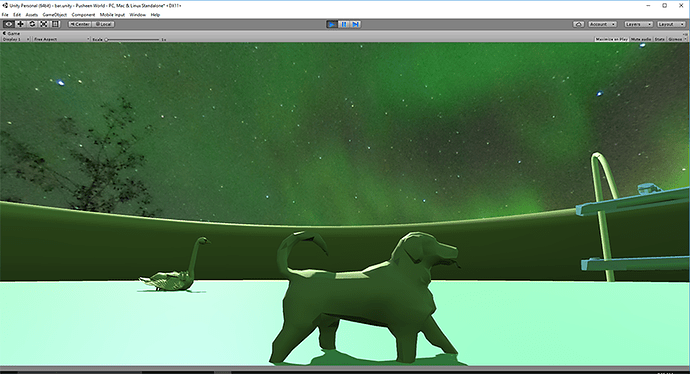 Unity Personal (64bit) - bar.unity - Pusheen World - PC, Mac & Linux Standalone* <DX11>
File Edit Assets GameObject Component Mobile Input Window Help
Center Local Account Layers Layout
Game
Display 1 Free Aspect Scale 1x Maximize on Play Mute audio Stats Gizmos